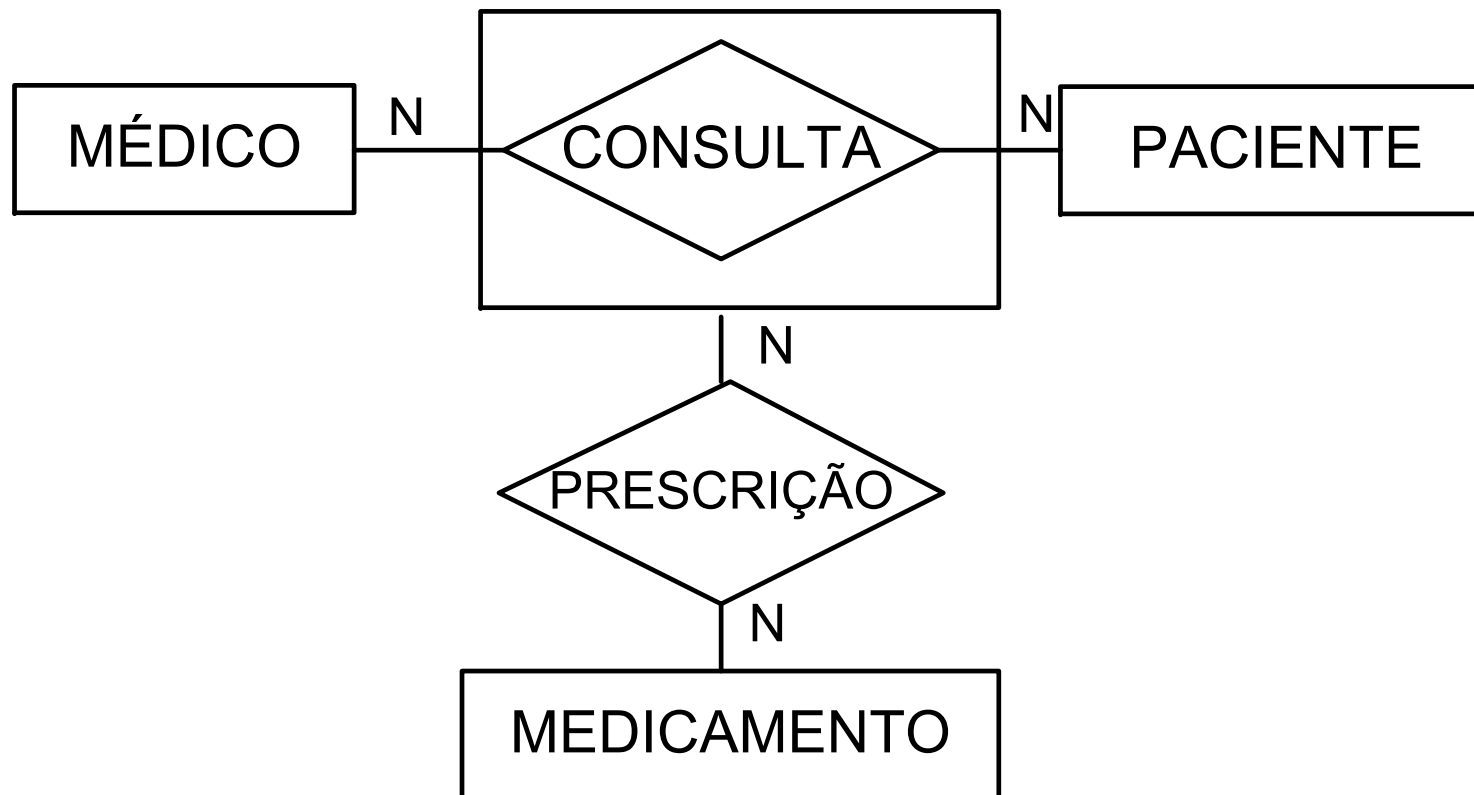 MÉDICO
N
CONSULTA
N
PACIENTE
N
PRESCRIÇÃO
N
MEDICAMENTO